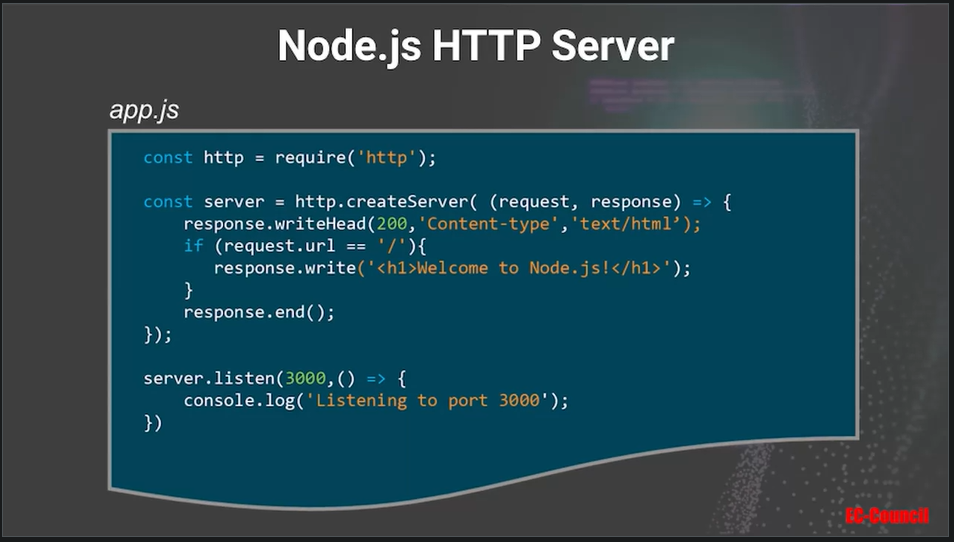 Node.js HTTP Server
app.js
const http = require('http');
const server = http.createServer( (request, response) => {
response.writeHead(200,'Content-type','text/html’);
if (request.url == '/'){
response.write('<h1>Welcome to Node.js!</h1>');
}
response.end();
});
server.listen(3000,() => {
console.log('Listening to port 3000');
})
EC-Council